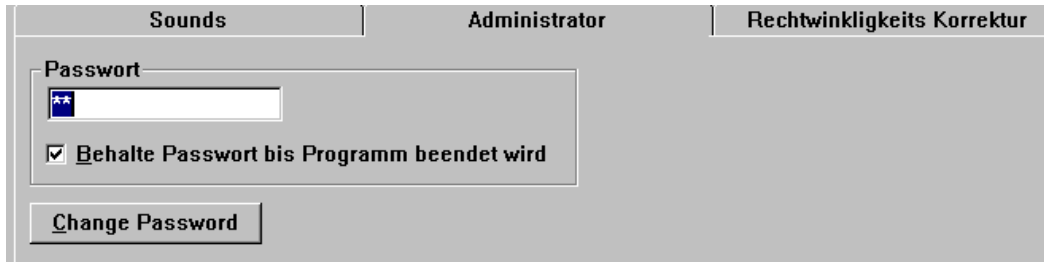 Sounds Administrator Rechtwinkligkeits Korrektur
Passwort
**
Behalte Passwort bis Programm beendet wird
Change Password